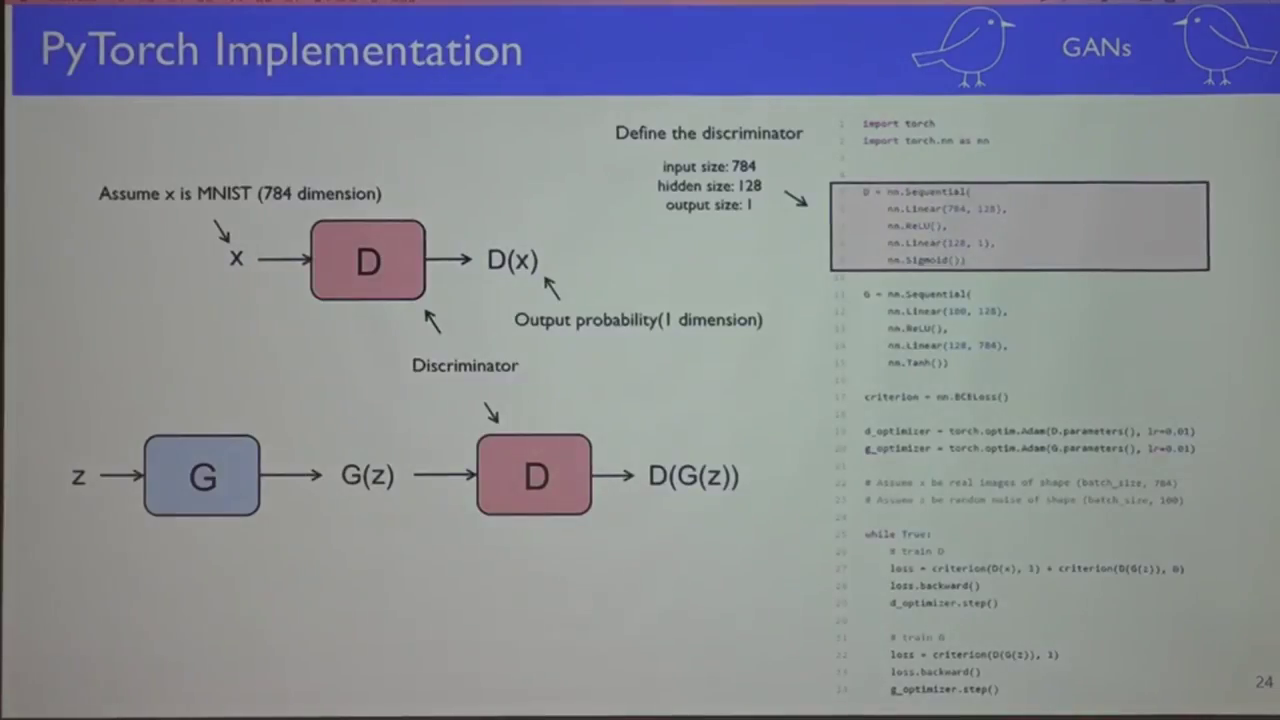 PyTorch Implementation
GANs
Assume x is MNIST (784 dimension)
x
D
D(x)
Output probability(1 dimension)
Discriminator
z
G
G(z)
D
D(G(z))
Define the discriminator
input size: 784
hidden size: 128
output size: 1
import torch
import torch.nn as nn
D = nn.Sequential(
nn.Linear(784, 128),
nn.ReLU(),
nn.Linear(128, 1),
nn.Sigmoid())
G = nn.Sequential(
nn.Linear(100, 128),
nn.ReLU(),
nn.Linear(128, 784),
nn.Tanh())
criterion = nn.BCELoss()
d_optimizer = torch.optim.Adam(D.parameters(), lr=0.01)
g_optimizer = torch.optim.Adam(G.parameters(), lr=0.01)
# Assume x be real images of shape (batch_size, 784)
# Assume z be random noise of shape (batch_size, 100)
while True:
# train D
loss = criterion(D(x), 1) + criterion(D(G(z)), 0)
loss.backward()
d_optimizer.step()
# train G
loss = criterion(D(G(z)), 1)
loss.backward()
g_optimizer.step()
24